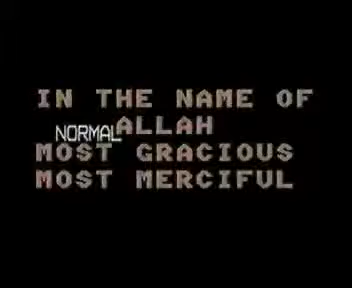 IN THE NAME OF
NORMAL ALLAH
MOST GRACIOUS
MOST MERCIFUL